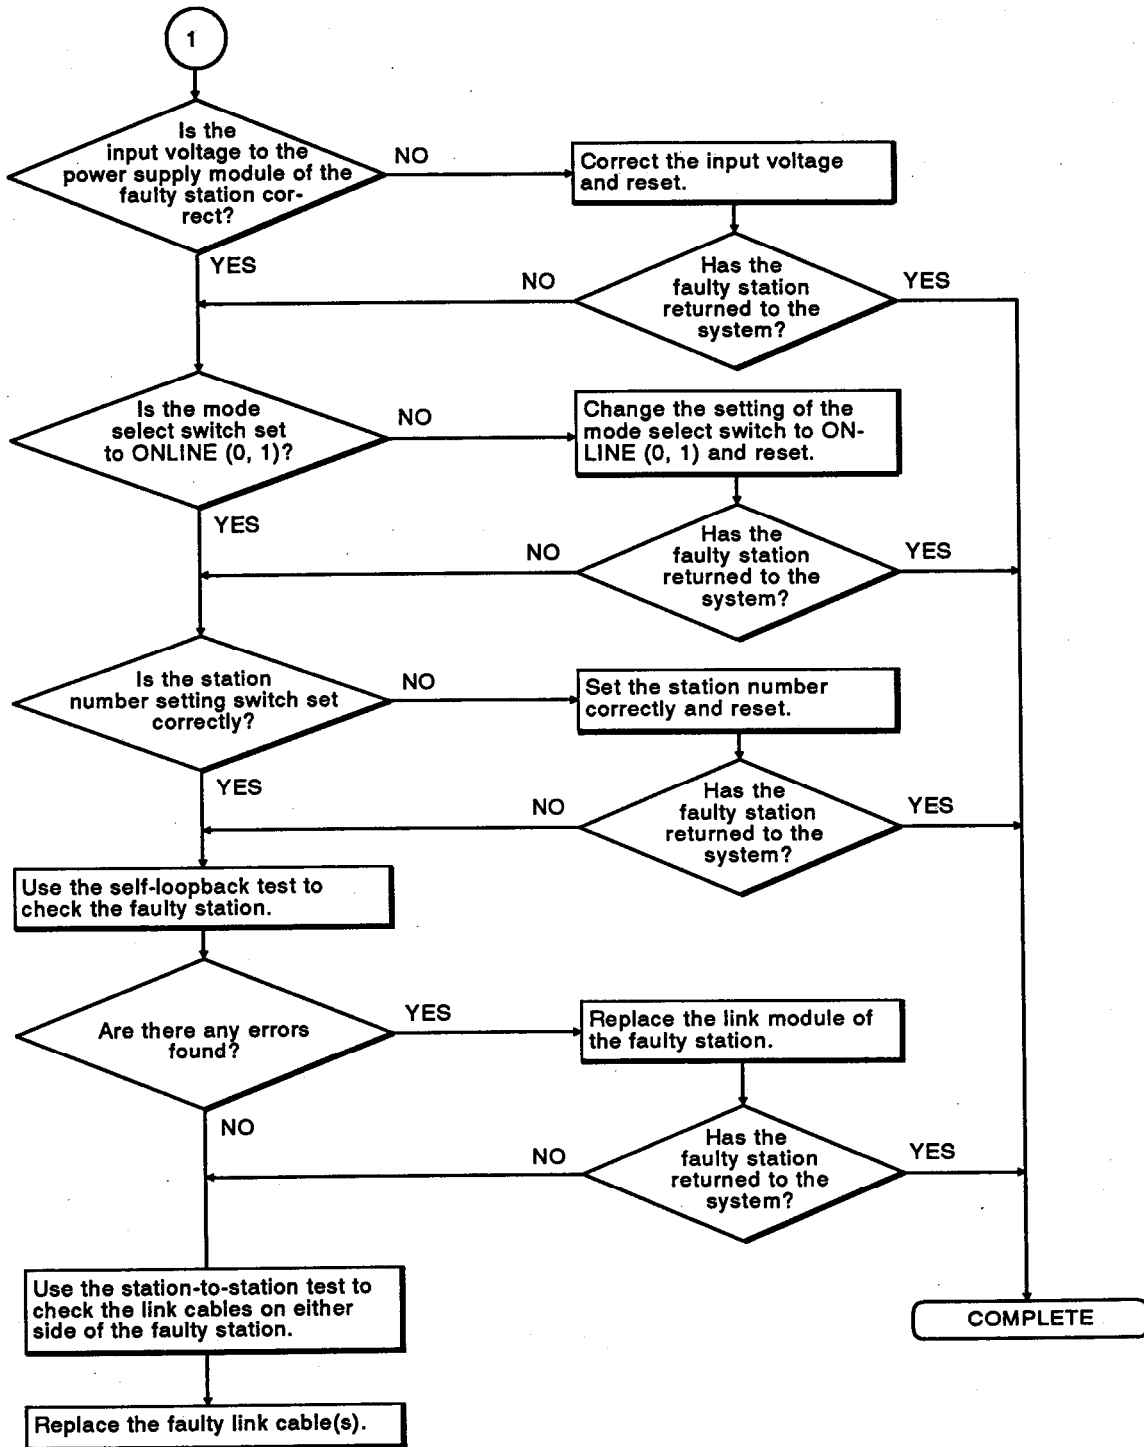 1
Is the
input voltage to the
power supply module of the
faulty station cor-
rect?
NO
Correct the input voltage
and reset.
YES
NO
Has the
faulty station
returned to the
system?
YES
Is the mode
select switch set
to ONLINE (0, 1)?
NO
Change the setting of the
mode select switch to ON-
LINE (0, 1) and reset.
YES
NO
Has the
faulty station
returned to the
system?
YES
Is the station
number setting switch set
correctly?
NO
Set the station number
correctly and reset.
YES
NO
Has the
faulty station
returned to the
system?
YES
Use the self-loopback test to
check the faulty station.
Are there any errors
found?
YES
Replace the link module of
the faulty station.
NO
NO
Has the
faulty station
returned to the
system?
YES
Use the station-to-station test to
check the link cables on either
side of the faulty station.
COMPLETE
Replace the faulty link cable(s).